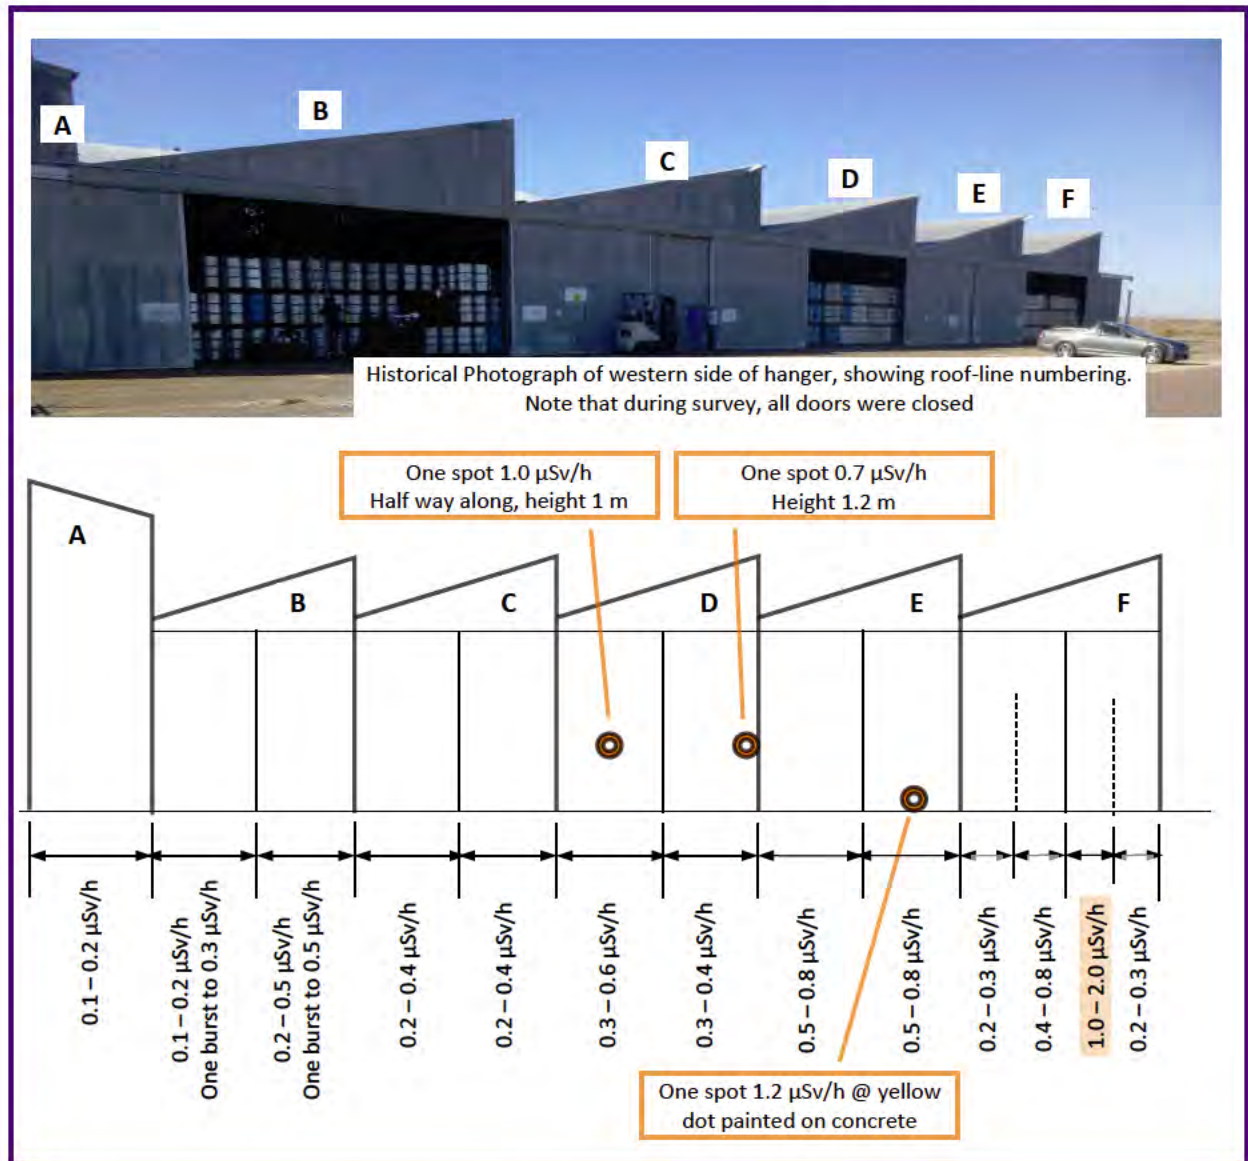 A
B
C
D
E
F
Historical Photograph of western side of hanger, showing roof-line numbering.
Note that during survey, all doors were closed
One spot 1.0 µSv/h
Half way along, height 1 m
One spot 0.7 µSv/h
Height 1.2 m
A
B
C
D
E
F
0.1 – 0.2 µSv/h
0.1 – 0.2 µSv/h
One burst to 0.3 µSv/h
0.2 – 0.5 µSv/h
One burst to 0.5 µSv/h
0.2 – 0.4 µSv/h
0.2 – 0.4 µSv/h
0.3 – 0.6 µSv/h
0.3 – 0.4 µSv/h
0.5 – 0.8 µSv/h
0.5 – 0.8 µSv/h
0.2 – 0.3 µSv/h
0.4 – 0.8 µSv/h
1.0 – 2.0 µSv/h
0.2 – 0.3 µSv/h
One spot 1.2 µSv/h @ yellow
dot painted on concrete